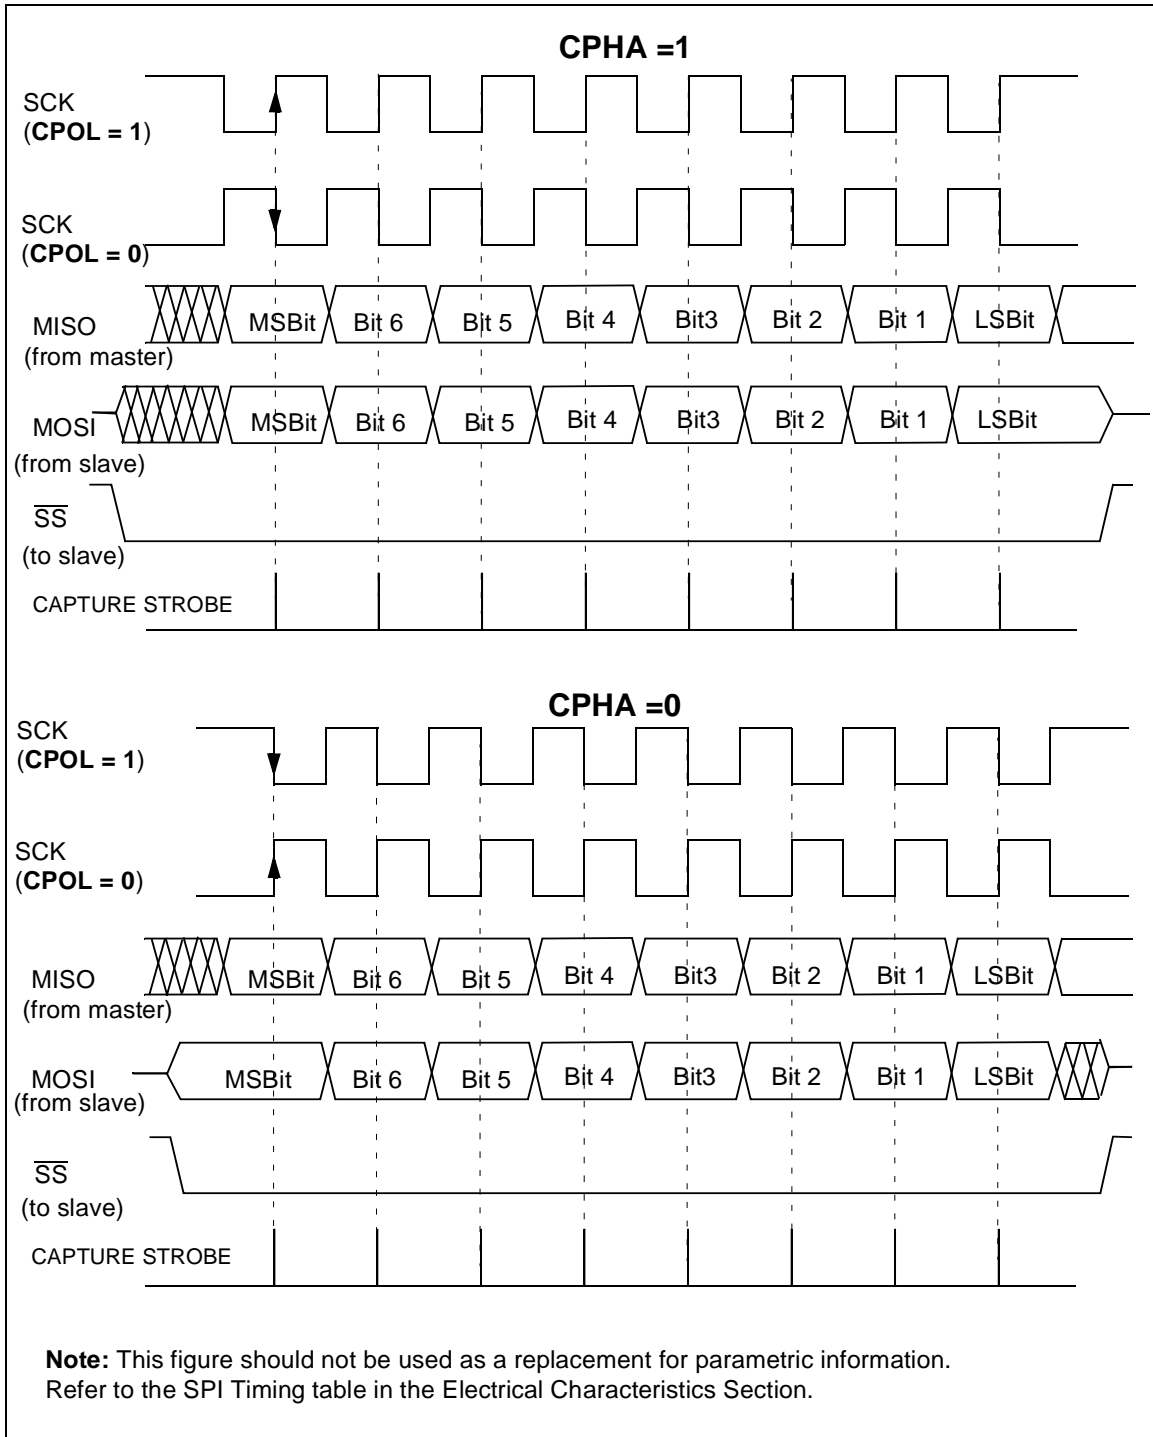 CPHA =1
SCK
(CPOL = 1)
SCK
(CPOL = 0)
MISO
(from master)
MSBit Bit 6 Bit 5 Bit 4 Bit3 Bit 2 Bit 1 LSBit
MOSI
(from slave)
MSBit Bit 6 Bit 5 Bit 4 Bit3 Bit 2 Bit 1 LSBit
SS
(to slave)
CAPTURE STROBE
CPHA =0
SCK
(CPOL = 1)
SCK
(CPOL = 0)
MISO
(from master)
MSBit Bit 6 Bit 5 Bit 4 Bit3 Bit 2 Bit 1 LSBit
MOSI
(from slave)
MSBit Bit 6 Bit 5 Bit 4 Bit3 Bit 2 Bit 1 LSBit
SS
(to slave)
CAPTURE STROBE
Note: This figure should not be used as a replacement for parametric information.
Refer to the SPI Timing table in the Electrical Characteristics Section.